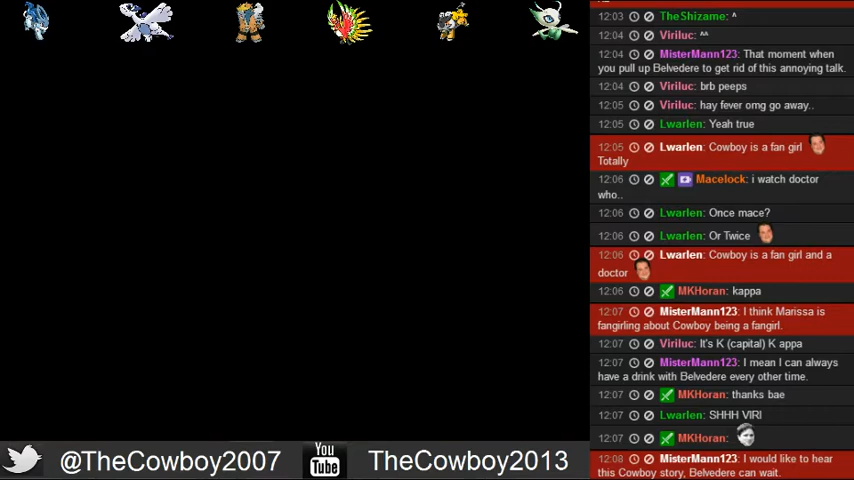 12:03 TheShizame: ^
12:04 Viriluc: ^^
12:04 MisterMann123: That moment when
you pull up Belvedere to get rid of this annoying talk.
12:04 Viriluc: brb peeps
12:05 Viriluc: hay fever omg go away..
12:05 Lwarlen: Yeah true
12:05 Lwarlen: Cowboy is a fan girl
Totally
12:06 Macelock: i watch doctor
who..
12:06 Lwarlen: Once mace?
12:06 Lwarlen: Or Twice
12:06 Lwarlen: Cowboy is a fan girl and a
doctor
12:06 MKHoran: kappa
12:07 MisterMann123: I think Marissa is
fangirling about Cowboy being a fangirl.
12:07 Viriluc: It's K (capital) K appa
12:07 MisterMann123: I mean I can always
have a drink with Belvedere every other time.
12:07 MKHoran: thanks bae
12:07 Lwarlen: SHHH VIRI
12:07 MKHoran:
12:08 MisterMann123: I would like to hear
this Cowboy story, Belvedere can wait.
@TheCowboy2007
You Tube TheCowboy2013